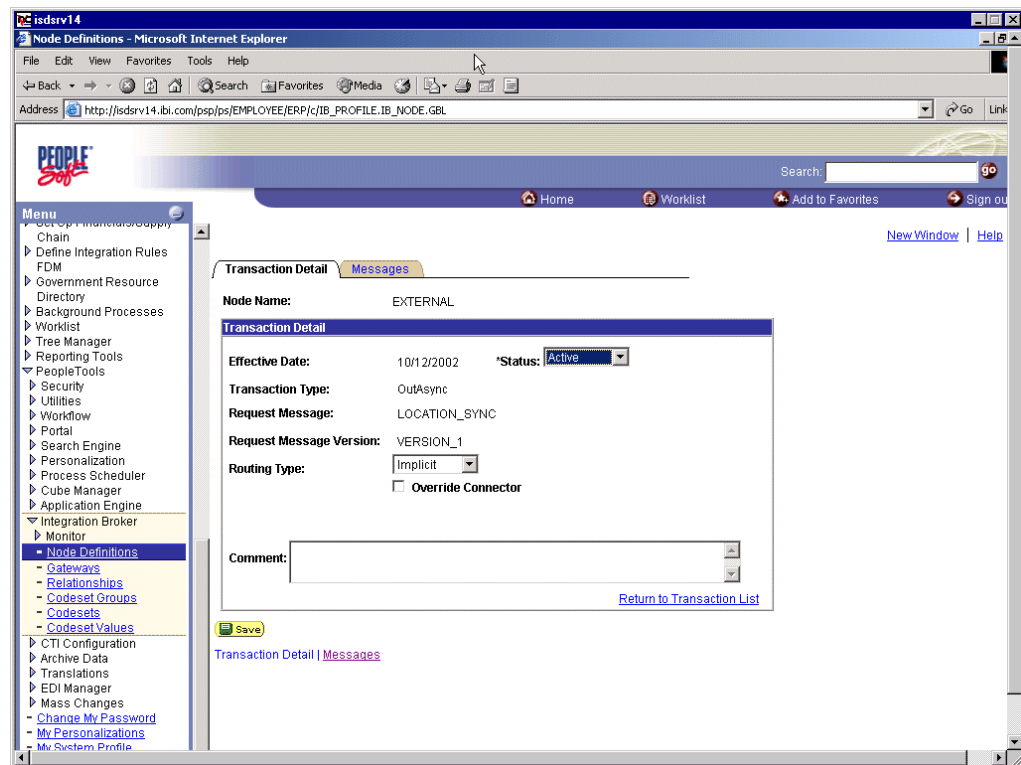 isdsrv14
Node Definitions - Microsoft Internet Explorer
File Edit View Favorites Tools Help
Back Search Favorites Media
Address http://isdsrv14.ibi.com/psp/ps/EMPLOYEE/ERP/c/IB_PROFILE.IB_NODE.GBL Go Link
PEOPLE Soft
Search: go
Home Worklist Add to Favorites Sign ou
Menu
New Window | Help
Set Up Financials/Supply
Chain
Define Integration Rules
FDM
Government Resource
Directory
Background Processes
Worklist
Tree Manager
Reporting Tools
PeopleTools
Security
Utilities
Workflow
Portal
Search Engine
Personalization
Process Scheduler
Cube Manager
Application Engine
Integration Broker
Monitor
Node Definitions
Gateways
Relationships
Codeset Groups
Codesets
Codeset Values
CTI Configuration
Archive Data
Translations
EDI Manager
Mass Changes
Change My Password
My Personalizations
My System Profile
Transaction Detail Messages
Node Name: EXTERNAL
Transaction Detail
Effective Date: 10/12/2002 *Status: Active
Transaction Type: OutAsync
Request Message: LOCATION_SYNC
Request Message Version: VERSION_1
Routing Type: Implicit
Override Connector
Comment:
Return to Transaction List
Save
Transaction Detail | Messages